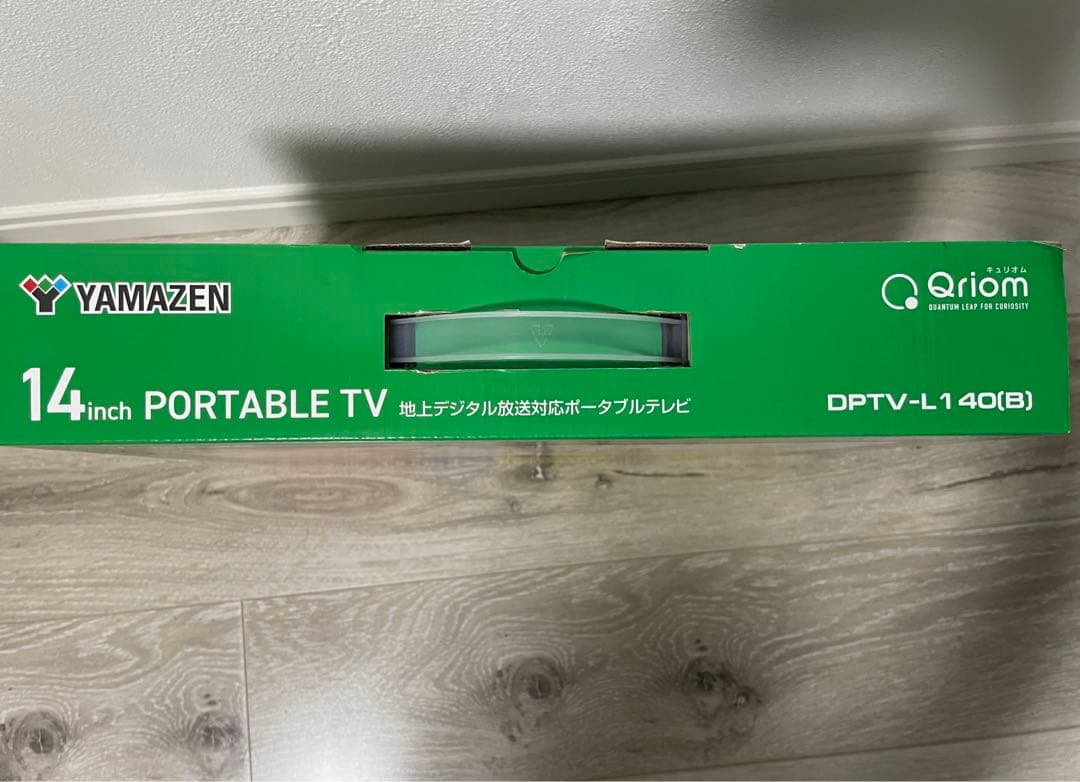 YAMAZEN
キュリオム
Qriom
QUANTUM LEAP FOR CURIOSITY
14inch PORTABLE TV 地上デジタル放送対応ポータブルテレビ
DPTV-L140(B)